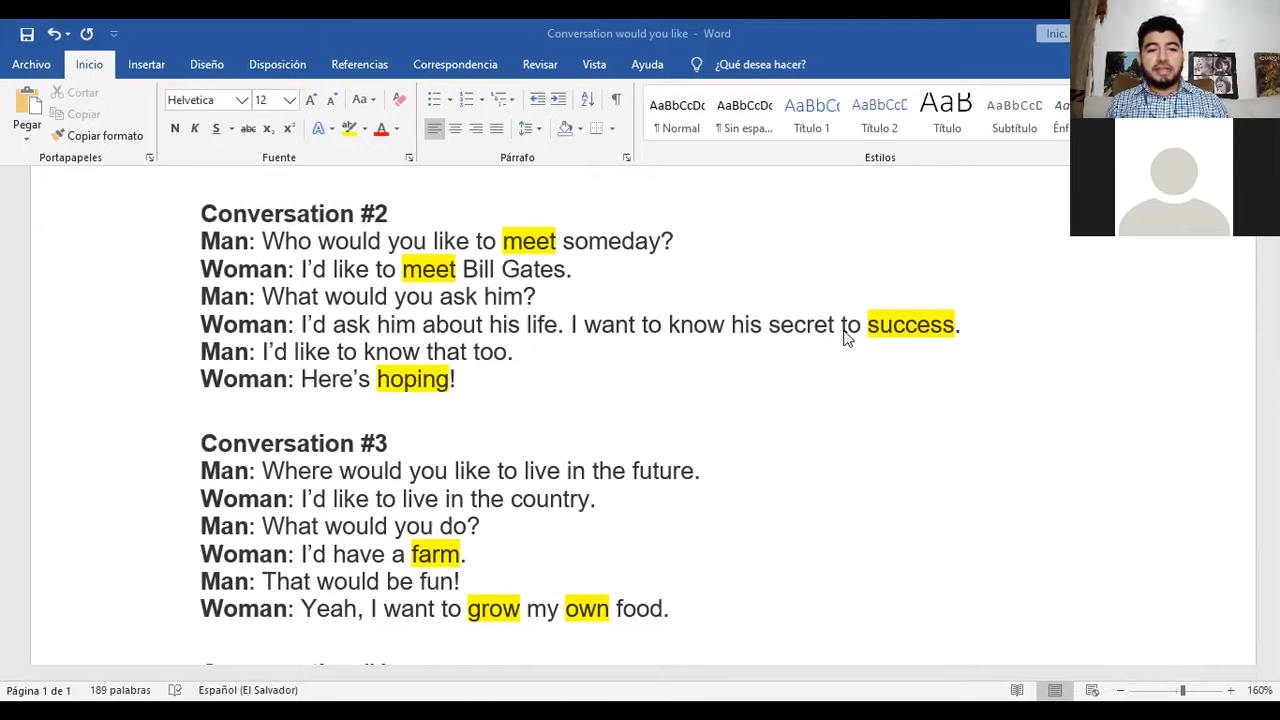 Conversation would you like - Word
Inic.
Archivo Inicio Insertar Diseño Disposición Referencias Correspondencia Revisar Vista Ayuda ¿Qué desea hacer?
Pegar
Cortar
Copiar
Copiar formato
Helvetica 12
Aa
N K S abc x₂ x² A A
AaBbCcDc AaBbCcDc AaBbCc AaBbCcD AaB AaBbCcD
¶ Normal ¶ Sin espa... Título 1 Título 2 Título Subtítulo Énf
Portapapeles Fuente Párrafo Estilos
Conversation #2
Man: Who would you like to meet someday?
Woman: I’d like to meet Bill Gates.
Man: What would you ask him?
Woman: I’d ask him about his life. I want to know his secret to success.
Man: I’d like to know that too.
Woman: Here’s hoping!
Conversation #3
Man: Where would you like to live in the future.
Woman: I’d like to live in the country.
Man: What would you do?
Woman: I’d have a farm.
Man: That would be fun!
Woman: Yeah, I want to grow my own food.
Página 1 de 1 189 palabras Español (El Salvador) 160%